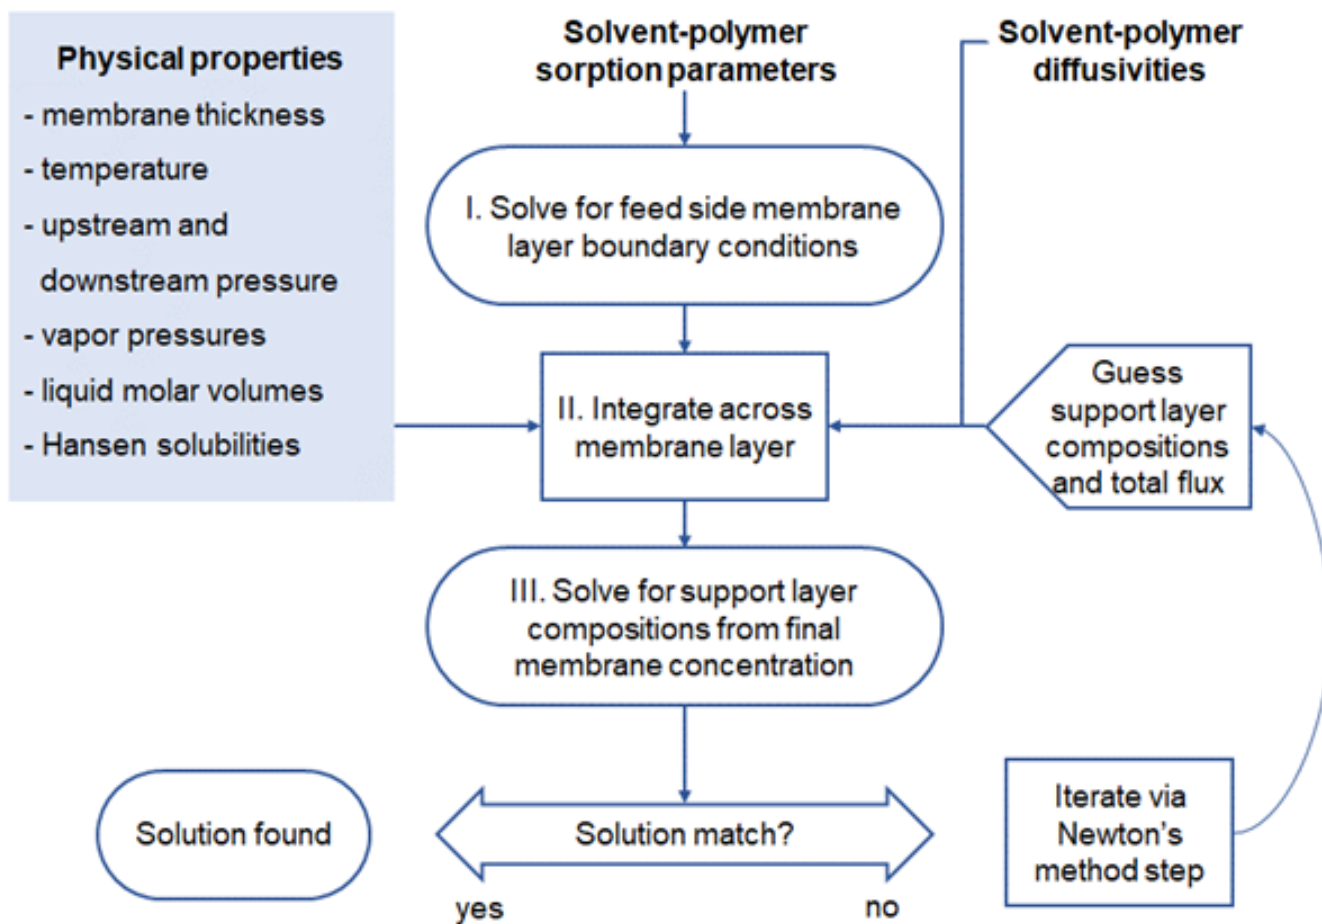 Physical properties
- membrane thickness
- temperature
- upstream and
downstream pressure
- vapor pressures
- liquid molar volumes
- Hansen solubilities
Solvent-polymer
sorption parameters
Solvent-polymer
diffusivities
I. Solve for feed side membrane
layer boundary conditions
II. Integrate across
membrane layer
Guess
support layer
compositions
and total flux
III. Solve for support layer
compositions from final
membrane concentration
Solution found
Solution match?
Iterate via
Newton's
method step
yes
no